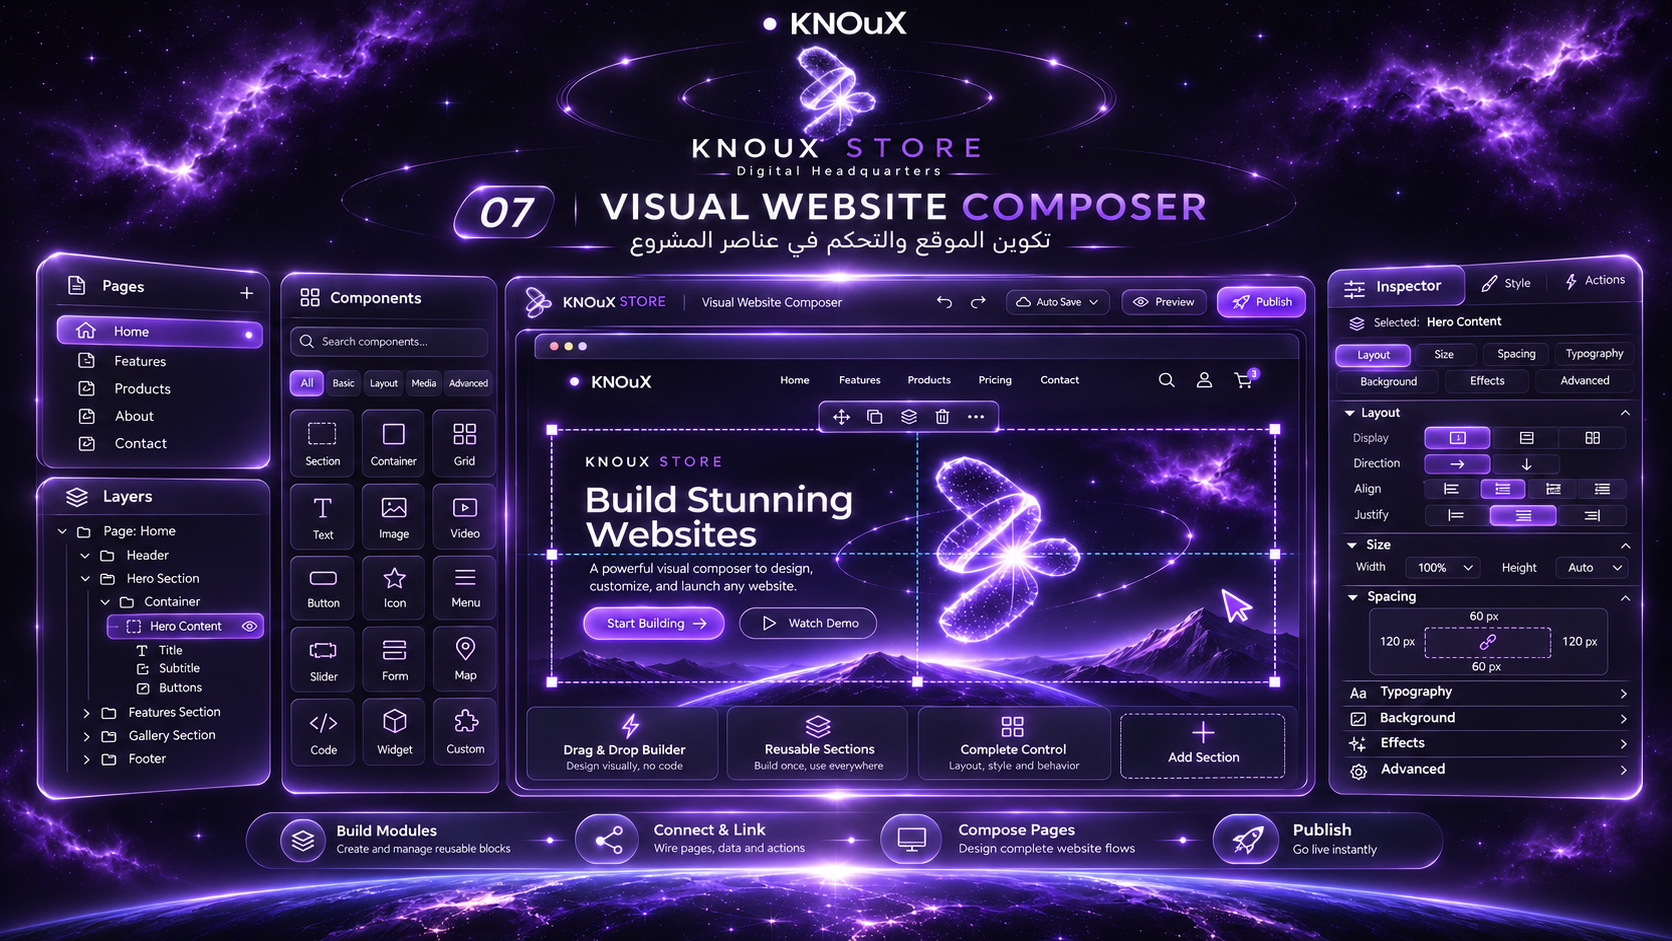 KNOuX
KNOUX STORE
Digital Headquarters
07
VISUAL WEBSITE COMPOSER
تكوين الموقع والتحكم في عناصر المشروع
Pages
Home
Features
Products
About
Contact
Layers
Page: Home
Header
Hero Section
Container
Hero Content
Title
Subtitle
Buttons
Features Section
Gallery Section
Footer
Components
Search components...
All Basic Layout Media Advanced
Section Container Grid
Text Image Video
Button Icon Menu
Slider Form Map
Code Widget Custom
KNOuX STORE Visual Website Composer Auto Save Preview Publish
KNOuX Home Features Products Pricing Contact 3
KNOUX STORE
Build Stunning
Websites
A powerful visual composer to design,
customize, and launch any website.
Start Building Watch Demo
Drag & Drop Builder
Design visually, no code
Reusable Sections
Build once, use everywhere
Complete Control
Layout, style and behavior
Add Section
Inspector Style Actions
Selected: Hero Content
Layout Size Spacing Typography
Background Effects Advanced
Layout
Display
Direction
Align
Justify
Size
Width 100% Height Auto
Spacing
60 px
120 px 120 px
60 px
Aa Typography
Background
Effects
Advanced
Build Modules
Create and manage reusable blocks
Connect & Link
Wire pages, data and actions
Compose Pages
Design complete website flows
Publish
Go live instantly